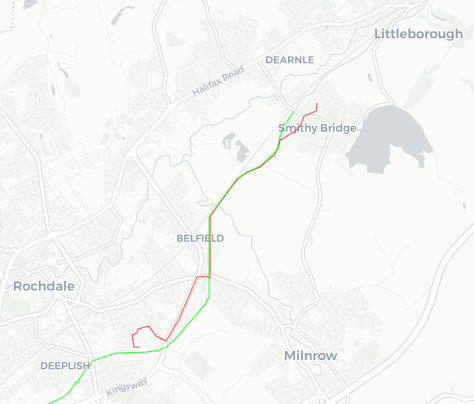 Littleborough
DEARNLE
Halifax Road
Smithy Bridge
BELFIELD
Rochdale
Milnrow
DEEPLISH
Kingsway